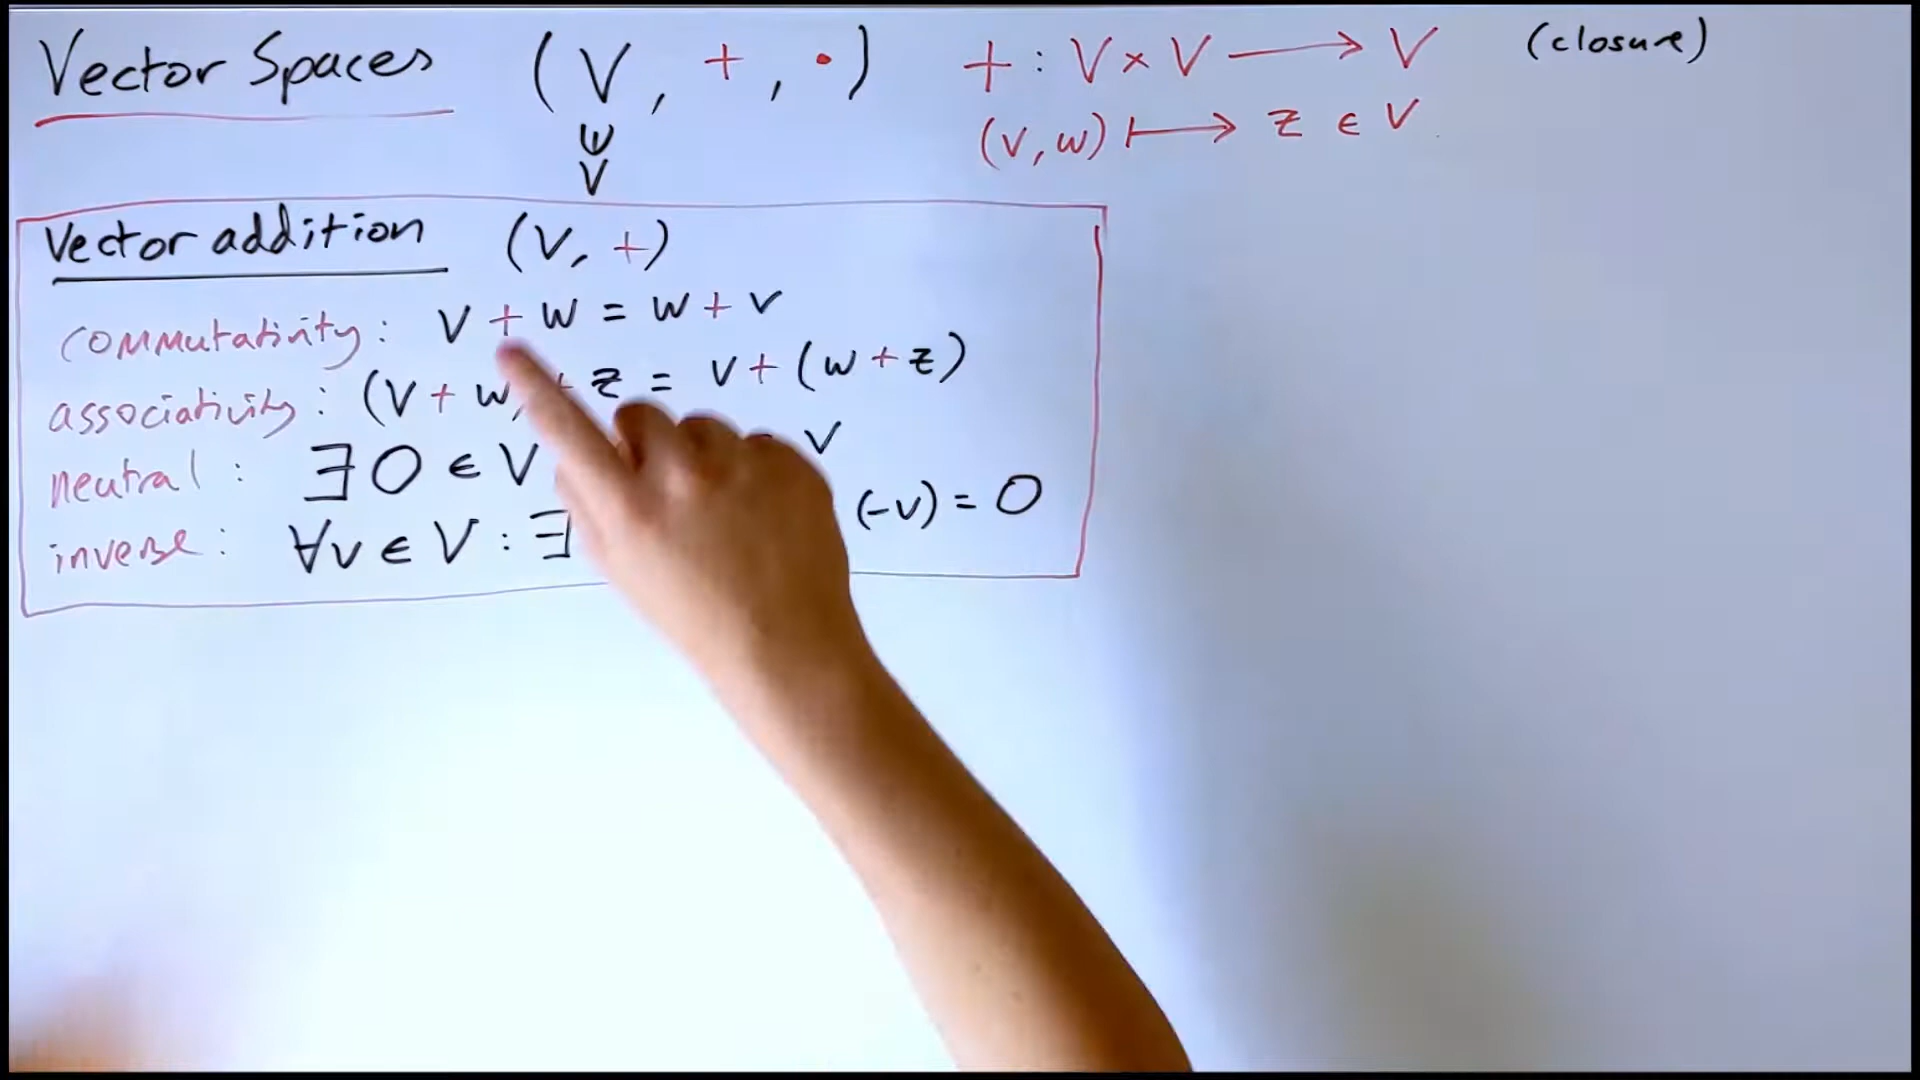 Vector Spaces (V, +, ·) + : V × V ⟶ V (closure)
(v, w) ⟼ z ∈ V
ω
v
Vector addition (V, +)
commutativity: v + w = w + v
associativity: (v + w) + z = v + (w + z)
neutral: ∃ 0 ∈ V = v
inverse: ∀v ∈ V : ∃ (-v) = 0